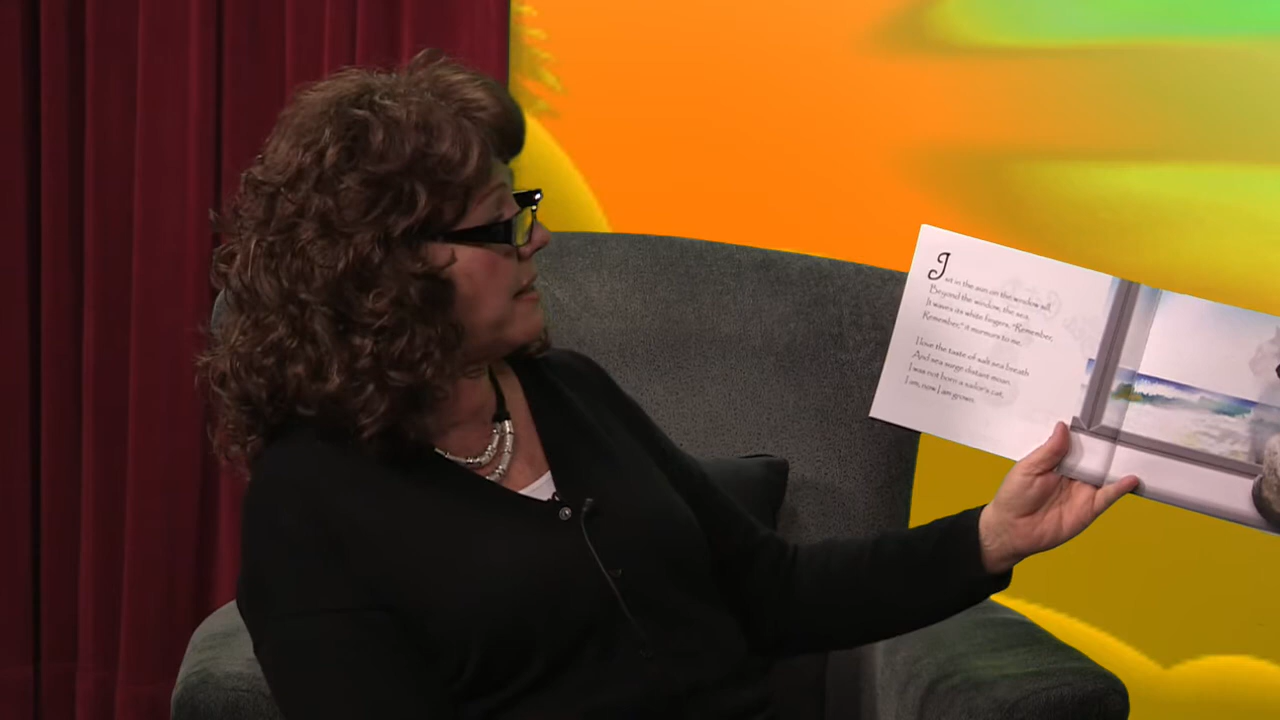 I sat in the sun on the window sill,
Beyond the window, the sea.
It waves its white fingers, "Remember,
Remember," it murmurs to me.
I love the taste of salt sea breath
And sea surge distant moan.
I was not born a sailor's cat,
I am, now I am grown.